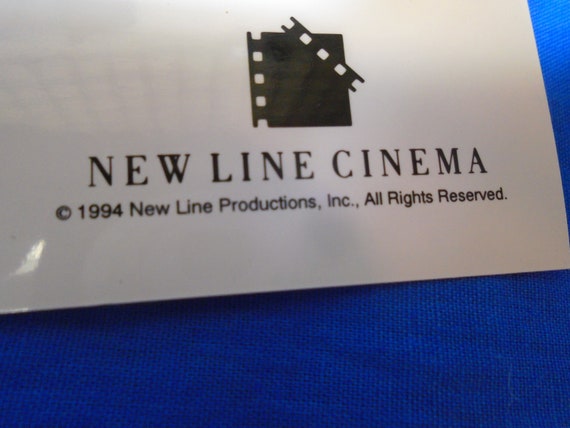 NEW LINE CINEMA
© 1994 New Line Productions, Inc., All Rights Reserved.